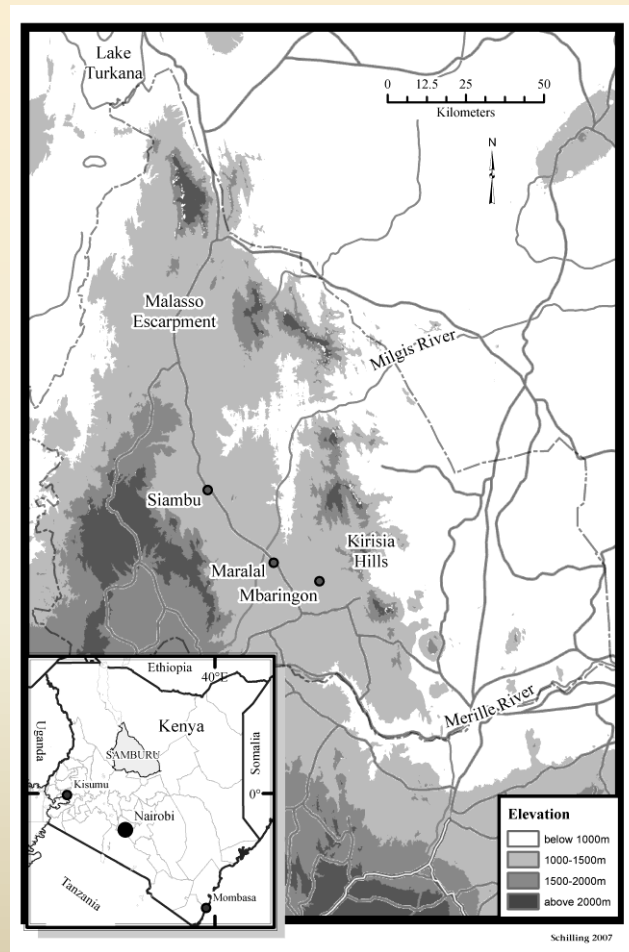 Lake
Turkana
0 12.5 25 50
Kilometers
N
Malasso
Escarpment
Milgis River
Siambu
Kirisia
Hills
Maralal
Mbaringon
Merille River
Ethiopia
40°E
Kenya
Uganda
SAMBURU
Somalia
Kisumu
0°
Nairobi
Tanzania
Mombasa
Elevation
below 1000m
1000-1500m
1500-2000m
above 2000m
Schilling 2007